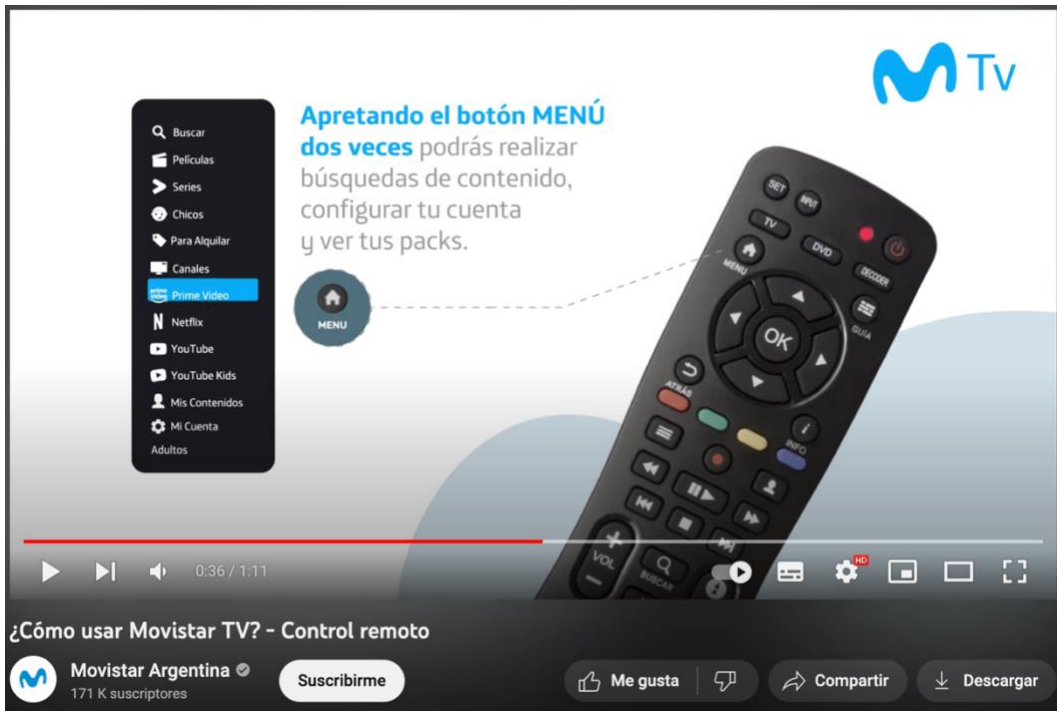 Tv
Apretando el botón MENÚ
dos veces podrás realizar
búsquedas de contenido,
configurar tu cuenta
y ver tus packs.
Buscar
Películas
Series
Chicos
Para Alquilar
Canales
prime video Prime Video
Netflix
YouTube
YouTube Kids
Mis Contenidos
Mi Cuenta
Adultos
MENU
SET
INPUT
TV
DVD
DECODER
MENU
GUIA
OK
ATRÁS
INFO
VOL
BUSCAR
0:36 / 1:11
HD
¿Cómo usar Movistar TV? - Control remoto
Movistar Argentina
171 K suscriptores
Suscribirme
Me gusta
Compartir
Descargar